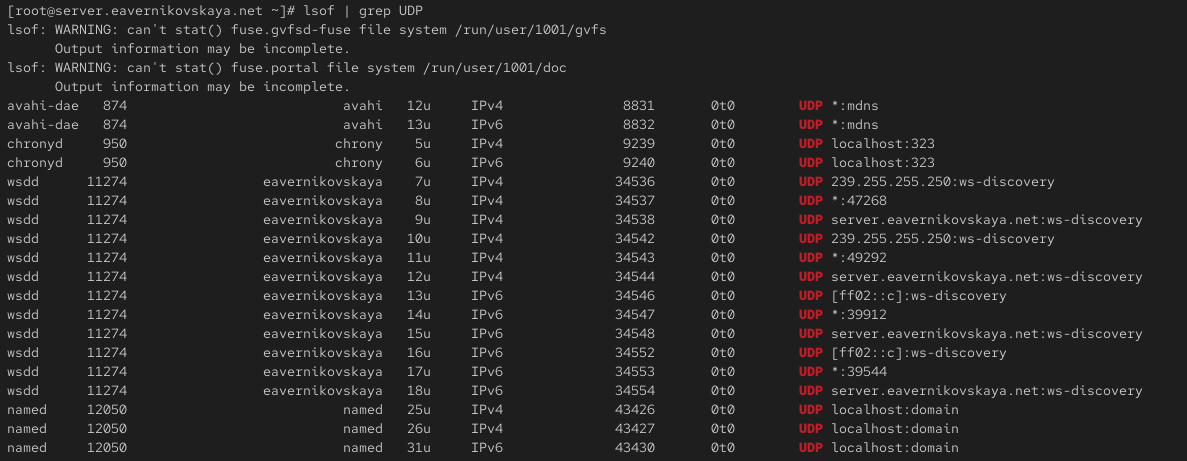 [root@server.eavernikovskaya.net ~]# lsof | grep UDP
lsof: WARNING: can't stat() fuse.gvfsd-fuse file system /run/user/1001/gvfs
      Output information may be incomplete.
lsof: WARNING: can't stat() fuse.portal file system /run/user/1001/doc
      Output information may be incomplete.
avahi-dae   874                           avahi   12u     IPv4              8831       0t0        UDP *:mdns
avahi-dae   874                           avahi   13u     IPv6              8832       0t0        UDP *:mdns
chronyd     950                          chrony    5u     IPv4              9239       0t0        UDP localhost:323
chronyd     950                          chrony    6u     IPv6              9240       0t0        UDP localhost:323
wsdd      11274                 eavernikovskaya    7u     IPv4             34536       0t0        UDP 239.255.255.250:ws-discovery
wsdd      11274                 eavernikovskaya    8u     IPv4             34537       0t0        UDP *:47268
wsdd      11274                 eavernikovskaya    9u     IPv4             34538       0t0        UDP server.eavernikovskaya.net:ws-discovery
wsdd      11274                 eavernikovskaya   10u     IPv4             34542       0t0        UDP 239.255.255.250:ws-discovery
wsdd      11274                 eavernikovskaya   11u     IPv4             34543       0t0        UDP *:49292
wsdd      11274                 eavernikovskaya   12u     IPv4             34544       0t0        UDP server.eavernikovskaya.net:ws-discovery
wsdd      11274                 eavernikovskaya   13u     IPv6             34546       0t0        UDP [ff02::c]:ws-discovery
wsdd      11274                 eavernikovskaya   14u     IPv6             34547       0t0        UDP *:39912
wsdd      11274                 eavernikovskaya   15u     IPv6             34548       0t0        UDP server.eavernikovskaya.net:ws-discovery
wsdd      11274                 eavernikovskaya   16u     IPv6             34552       0t0        UDP [ff02::c]:ws-discovery
wsdd      11274                 eavernikovskaya   17u     IPv6             34553       0t0        UDP *:39544
wsdd      11274                 eavernikovskaya   18u     IPv6             34554       0t0        UDP server.eavernikovskaya.net:ws-discovery
named     12050                           named   25u     IPv4             43426       0t0        UDP localhost:domain
named     12050                           named   26u     IPv4             43427       0t0        UDP localhost:domain
named     12050                           named   31u     IPv6             43430       0t0        UDP localhost:domain